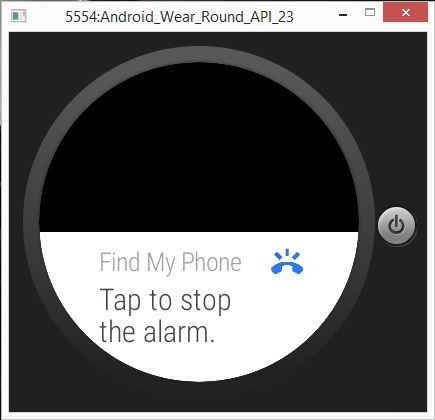 5554:Android_Wear_Round_API_23
Find My Phone
Tap to stop
the alarm.